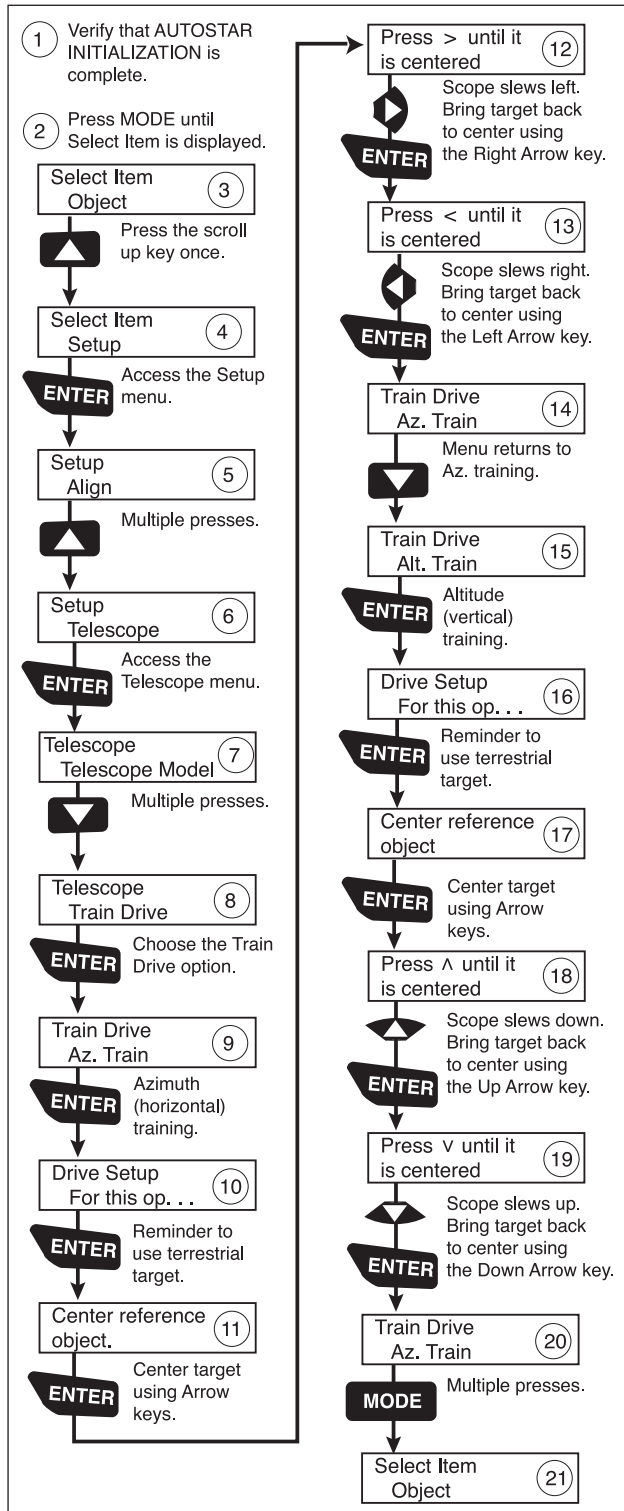 1 Verify that AUTOSTAR
INITIALIZATION is
complete.
2 Press MODE until
Select Item is displayed.
Select Item
Object
3
Press the scroll
up key once.
Select Item
Setup
4
ENTER
Access the Setup
menu.
Setup
Align
5
Multiple presses.
Setup
Telescope
6
ENTER
Access the
Telescope menu.
Telescope
Telescope Model
7
Multiple presses.
Telescope
Train Drive
8
ENTER
Choose the Train
Drive option.
Train Drive
Az. Train
9
ENTER
Azimuth
(horizontal)
training.
Drive Setup
For this op. . .
10
ENTER
Reminder to
use terrestrial
target.
Center reference
object.
11
ENTER
Center target
using Arrow
keys.
Press > until it
is centered
12
Scope slews left.
Bring target back
to center using
the Right Arrow key.
ENTER
Press < until it
is centered
13
Scope slews right.
Bring target back
to center using
the Left Arrow key.
ENTER
Train Drive
Az. Train
14
Menu returns to
Az. training.
Train Drive
Alt. Train
15
ENTER
Altitude
(vertical)
training.
Drive Setup
For this op. . .
16
ENTER
Reminder to
use terrestrial
target.
Center reference
object
17
ENTER
Center target
using Arrow
keys.
Press ∧ until it
is centered
18
Scope slews down.
Bring target back
to center using
the Up Arrow key.
ENTER
Press ∨ until it
is centered
19
Scope slews up.
Bring target back
to center using
the Down Arrow key.
ENTER
Train Drive
Az. Train
20
MODE
Multiple presses.
Select Item
Object
21